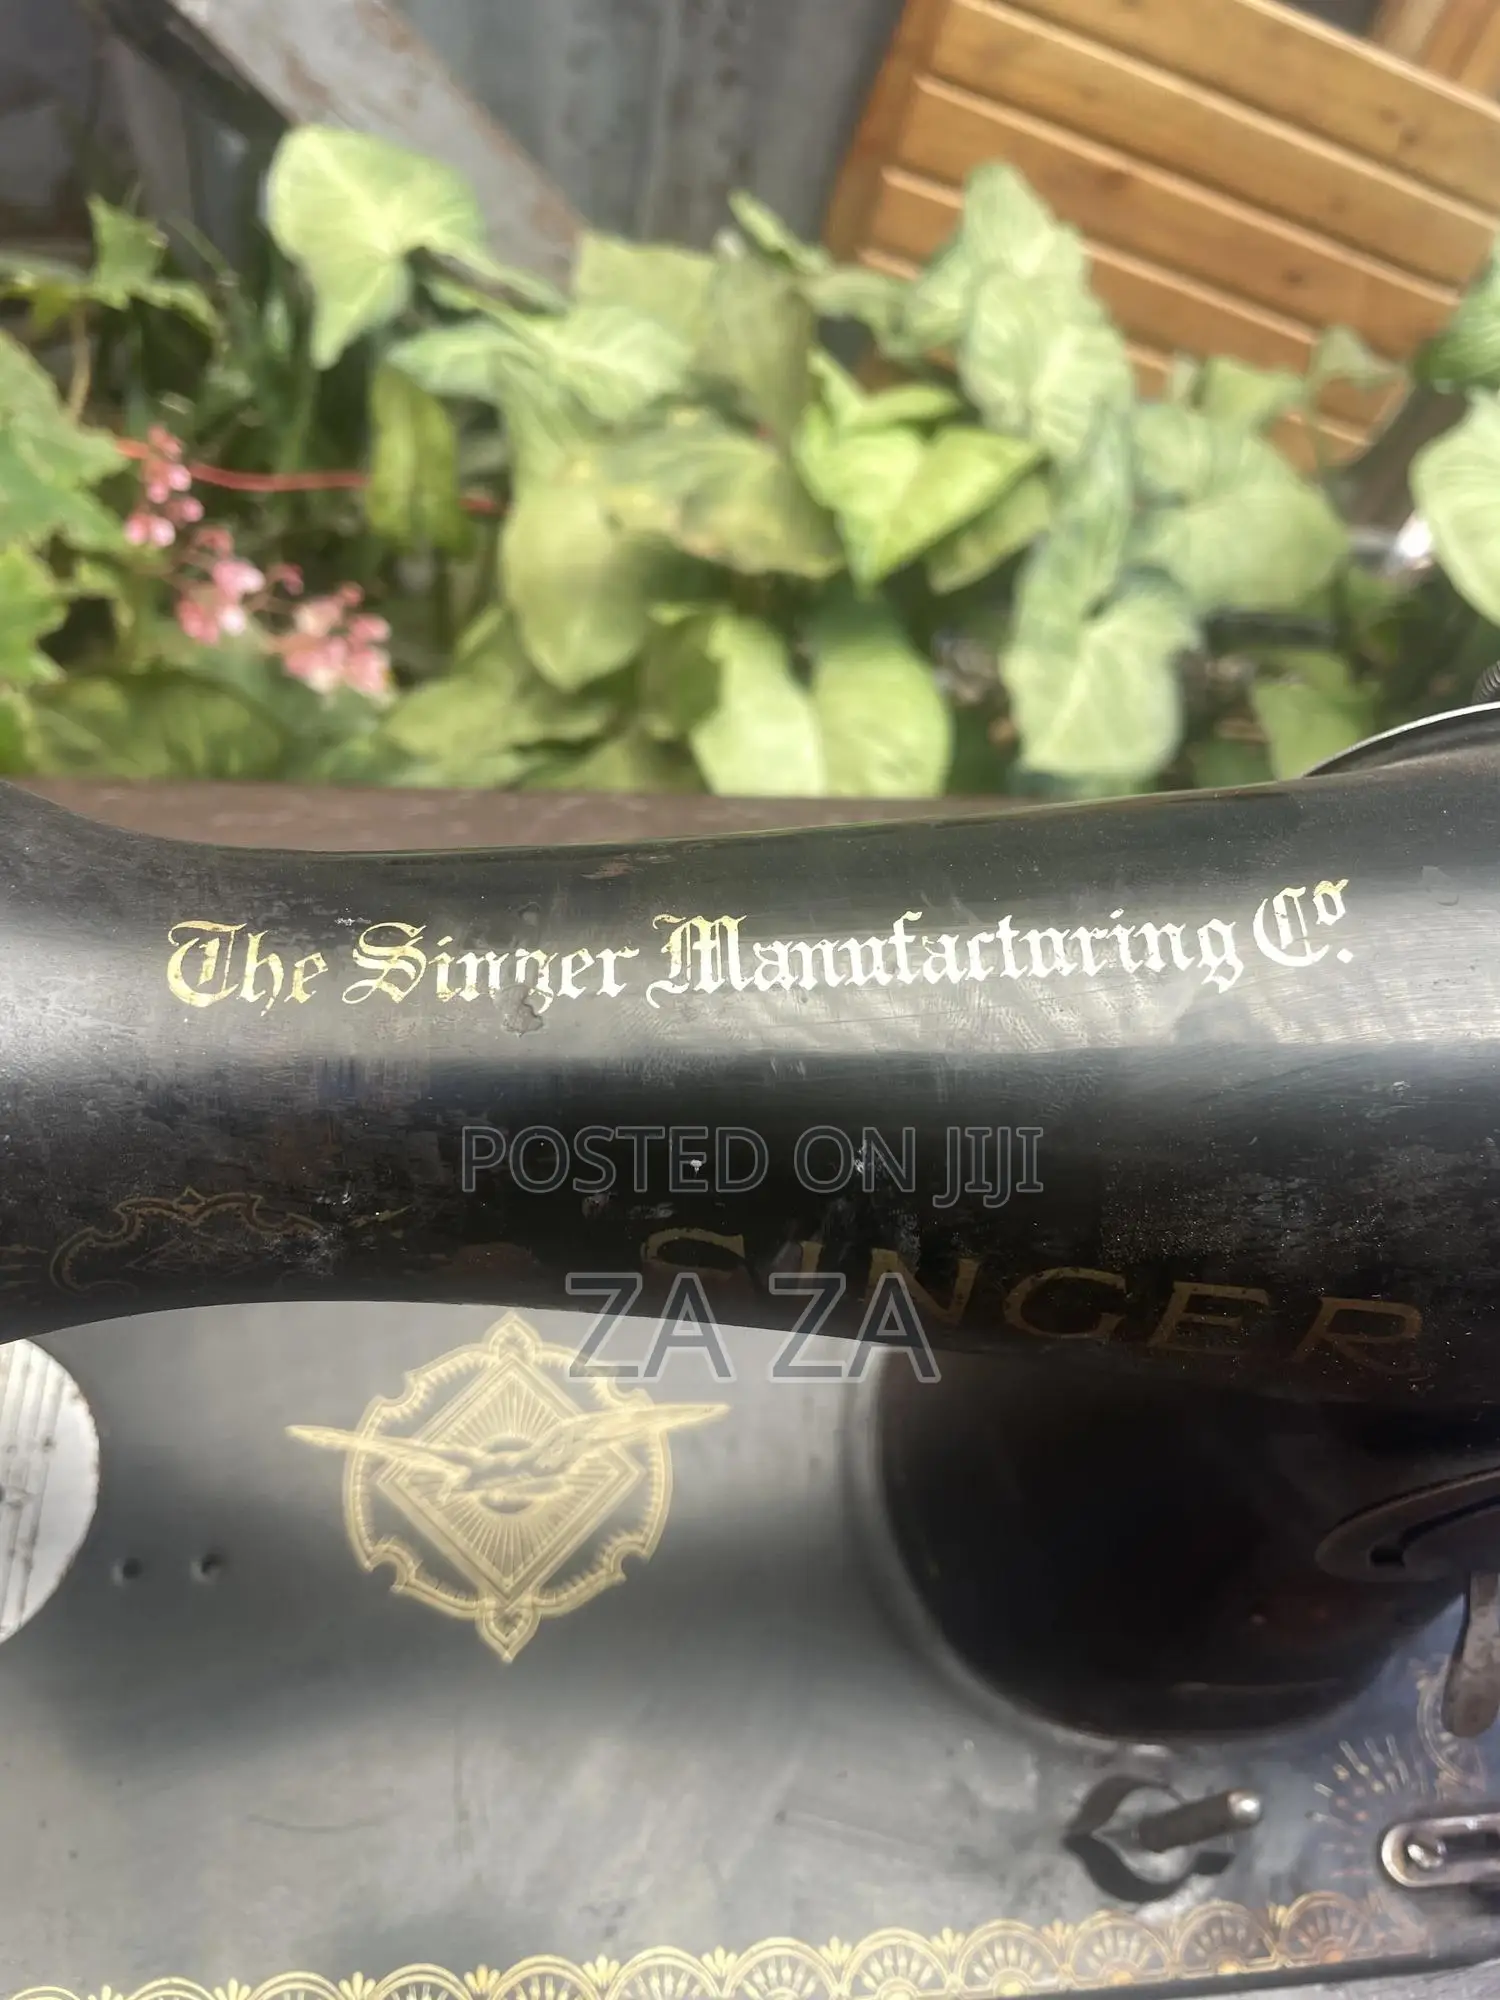 The Singer Manufacturing Co.
POSTED ON JIJI
SINGER
ZA ZA